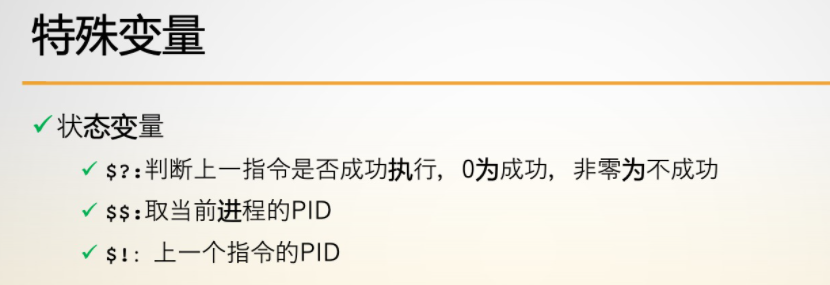 特殊变量
状态变量
$?:判断上一指令是否成功执行，0为成功，非零为不成功
$$:取当前进程的PID
$!: 上一个指令的PID